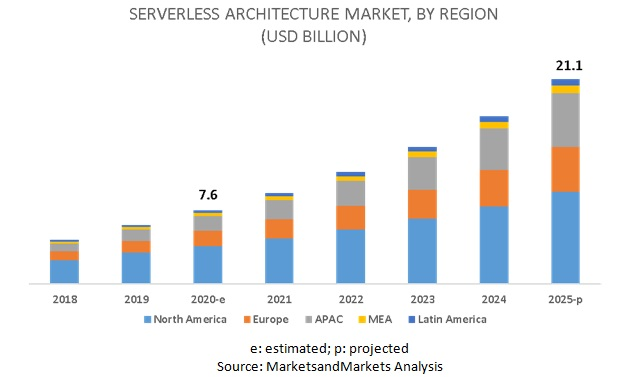 SERVERLESS ARCHITECTURE MARKET, BY REGION
(USD BILLION)
21.1
7.6
2018 2019 2020-e 2021 2022 2023 2024 2025-p
North America Europe APAC MEA Latin America
e: estimated; p: projected
Source: MarketsandMarkets Analysis